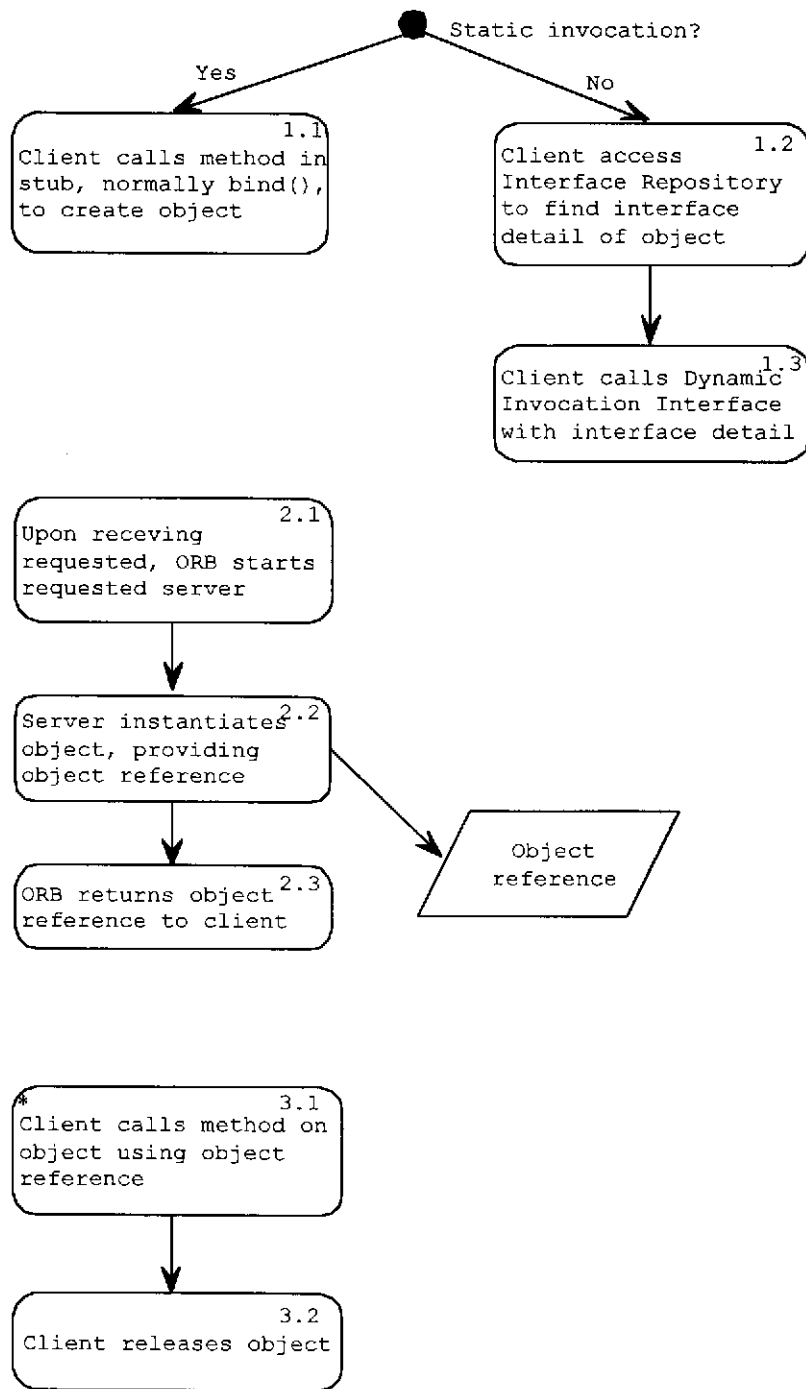 Static invocation?
Yes
No
1.1
Client calls method in
stub, normally bind(),
to create object
1.2
Client access
Interface Repository
to find interface
detail of object
1.3
Client calls Dynamic
Invocation Interface
with interface detail
2.1
Upon receving
requested, ORB starts
requested server
2.2
Server instantiates
object, providing
object reference
Object
reference
2.3
ORB returns object
reference to client
* 3.1
Client calls method on
object using object
reference
3.2
Client releases object